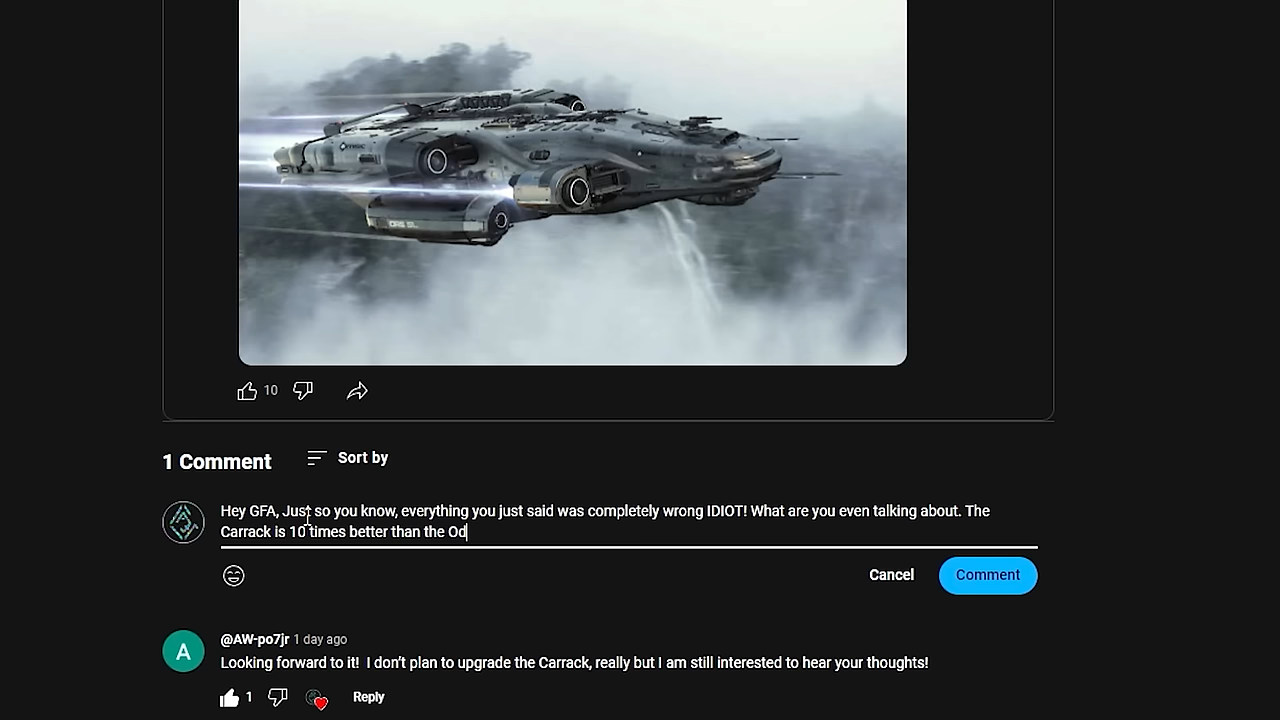 10
1 Comment
Sort by
Hey GFA, Just so you know, everything you just said was completely wrong IDIOT! What are you even talking about. The
Carrack is 10 times better than the Od
Cancel
Comment
A
@AW-po7jr 1 day ago
Looking forward to it!  I don't plan to upgrade the Carrack, really but I am still interested to hear your thoughts!
1
Reply